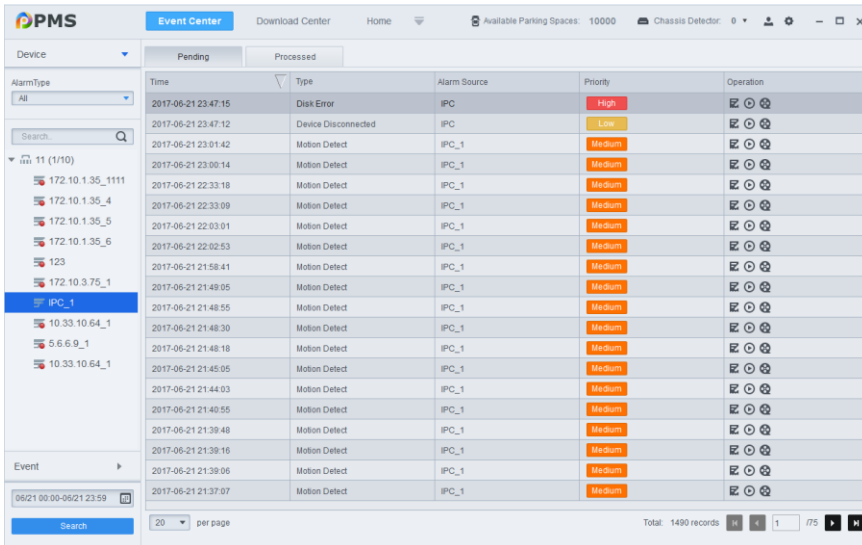 PMS Event Center Download Center Home Available Parking Spaces: 10000 Chassis Detector: 0
Device
AlarmType
All
Search..
11 (1/10)
172.10.1.35_1111
172.10.1.35_4
172.10.1.35_5
172.10.1.35_6
123
172.10.3.75_1
IPC_1
10.33.10.64_1
5.6.6.9_1
10.33.10.64_1
Event
06/21 00:00-06/21 23:59
Search
Pending Processed
Time Type Alarm Source Priority Operation
2017-06-21 23:47:15 Disk Error IPC High
2017-06-21 23:47:12 Device Disconnected IPC Low
2017-06-21 23:01:42 Motion Detect IPC_1 Medium
2017-06-21 23:00:14 Motion Detect IPC_1 Medium
2017-06-21 22:33:18 Motion Detect IPC_1 Medium
2017-06-21 22:33:09 Motion Detect IPC_1 Medium
2017-06-21 22:03:01 Motion Detect IPC_1 Medium
2017-06-21 22:02:53 Motion Detect IPC_1 Medium
2017-06-21 21:58:41 Motion Detect IPC_1 Medium
2017-06-21 21:49:05 Motion Detect IPC_1 Medium
2017-06-21 21:48:55 Motion Detect IPC_1 Medium
2017-06-21 21:48:30 Motion Detect IPC_1 Medium
2017-06-21 21:48:18 Motion Detect IPC_1 Medium
2017-06-21 21:45:05 Motion Detect IPC_1 Medium
2017-06-21 21:44:03 Motion Detect IPC_1 Medium
2017-06-21 21:40:55 Motion Detect IPC_1 Medium
2017-06-21 21:39:48 Motion Detect IPC_1 Medium
2017-06-21 21:39:16 Motion Detect IPC_1 Medium
2017-06-21 21:39:06 Motion Detect IPC_1 Medium
2017-06-21 21:37:07 Motion Detect IPC_1 Medium
20 per page Total: 1490 records 1 /75